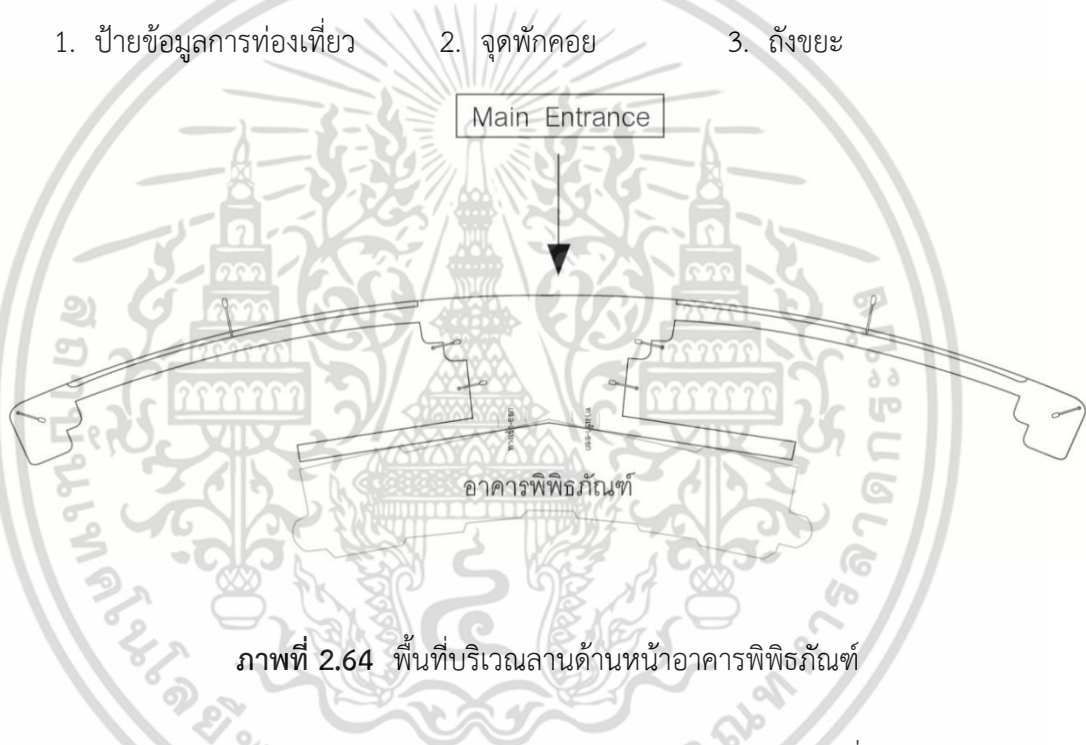 1. ป้ายข้อมูลการท่องเที่ยว 2. จุดพักคอย 3. ถังขยะ
Main Entrance
อาคารพิพิธภัณฑ์
ภาพที่ 2.64 พื้นที่บริเวณลานด้านหน้าอาคารพิพิธภัณฑ์